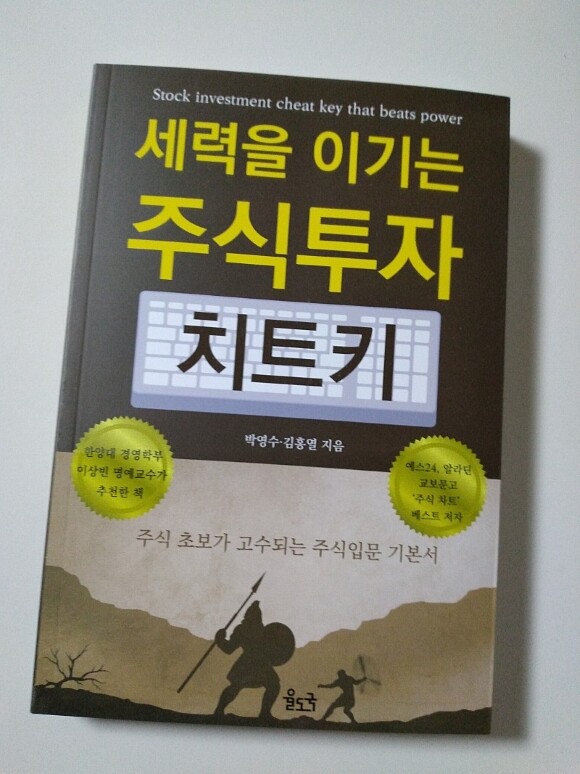 Stock investment cheat key that beats power
세력을 이기는
주식투자
치트키
박영수·김홍열 지음
한양대 경영학부
이상빈 명예교수가
추천한 책
예스24, 알라딘
교보문고
'주식 차트'
베스트 저자
주식 초보가 고수되는 주식입문 기본서
율도국